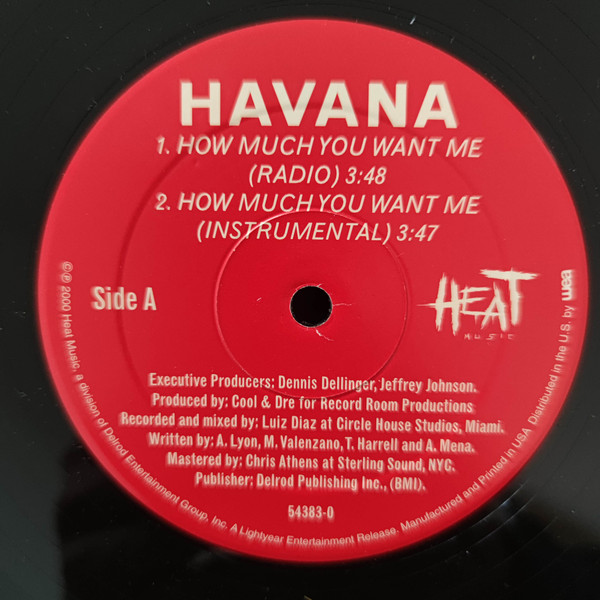 HAVANA
1. HOW MUCH YOU WANT ME
(RADIO) 3:48
2. HOW MUCH YOU WANT ME
(INSTRUMENTAL) 3:47
Side A
HEAT
MUSIC
Executive Producers; Dennis Dellinger, Jeffrey Johnson.
Produced by: Cool & Dre for Record Room Productions
Recorded and mixed by; Luiz Diaz at Circle House Studios, Miami.
Written by; A. Lyon, M. Valenzano, T. Harrell and A. Mena.
Mastered by; Chris Athens at Sterling Sound, NYC.
Publisher; Delrod Publishing Inc., (BMI).
54383-0
©℗ 2000 Heat Music, a division of Delrod Entertainment Group, Inc. A Lightyear Entertainment Release. Manufactured and Printed in USA Distributed in the U.S. by wea